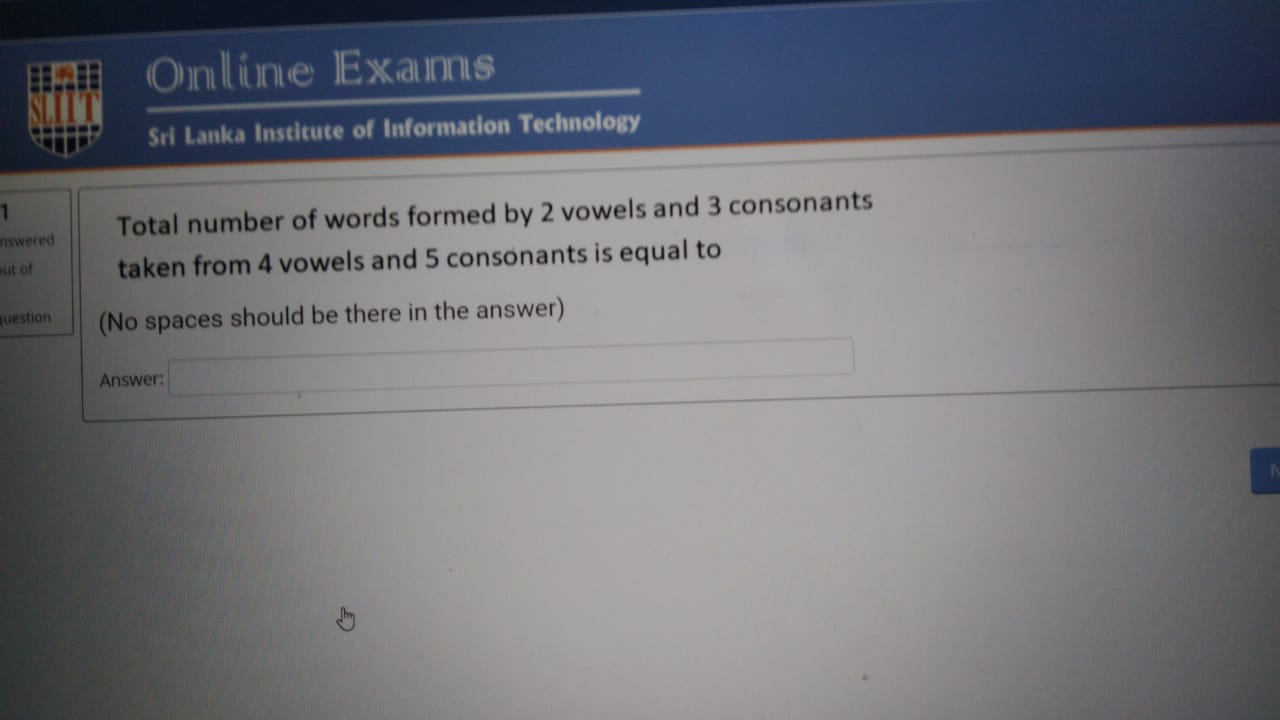 SLIIT
Online Exams
Sri Lanka Institute of Information Technology
1
nswered
out of
question
Total number of words formed by 2 vowels and 3 consonants
taken from 4 vowels and 5 consonants is equal to
(No spaces should be there in the answer)
Answer:
N